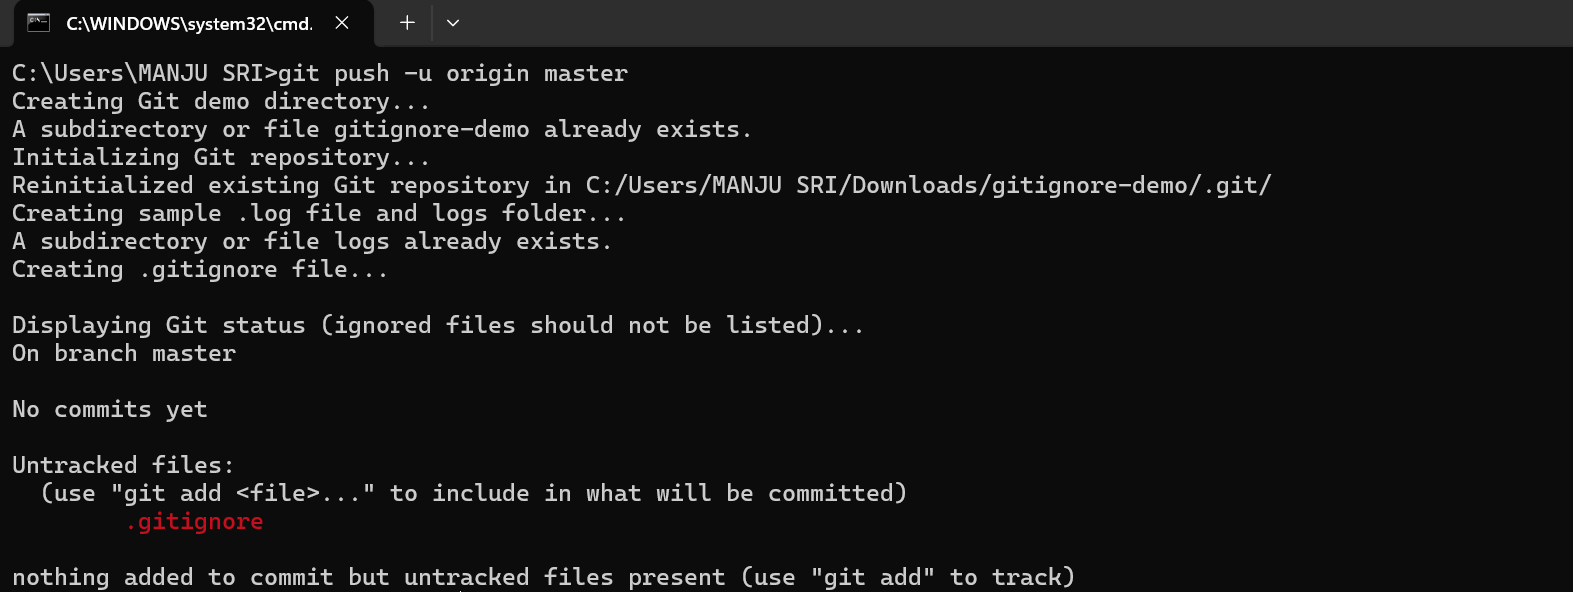 C:\WINDOWS\system32\cmd.
C:\Users\MANJU SRI>git push -u origin master
Creating Git demo directory...
A subdirectory or file gitignore-demo already exists.
Initializing Git repository...
Reinitialized existing Git repository in C:/Users/MANJU SRI/Downloads/gitignore-demo/.git/
Creating sample .log file and logs folder...
A subdirectory or file logs already exists.
Creating .gitignore file...
Displaying Git status (ignored files should not be listed)...
On branch master
No commits yet
Untracked files:
  (use "git add <file>..." to include in what will be committed)
        .gitignore
nothing added to commit but untracked files present (use "git add" to track)